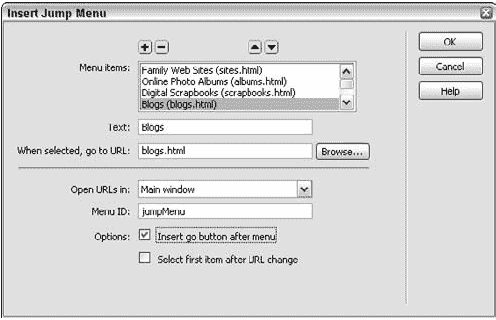 Insert Jump Menu
OK
Menu items:
Family Web Sites (sites.html)
Online Photo Albums (albums.html)
Digital Scrapbooks (scrapbooks.html)
Blogs (blogs.html)
Cancel
Help
Text: Blogs
When selected, go to URL: blogs.html Browse...
Open URLs in: Main window
Menu ID: jumpMenu
Options: Insert go button after menu
Select first item after URL change